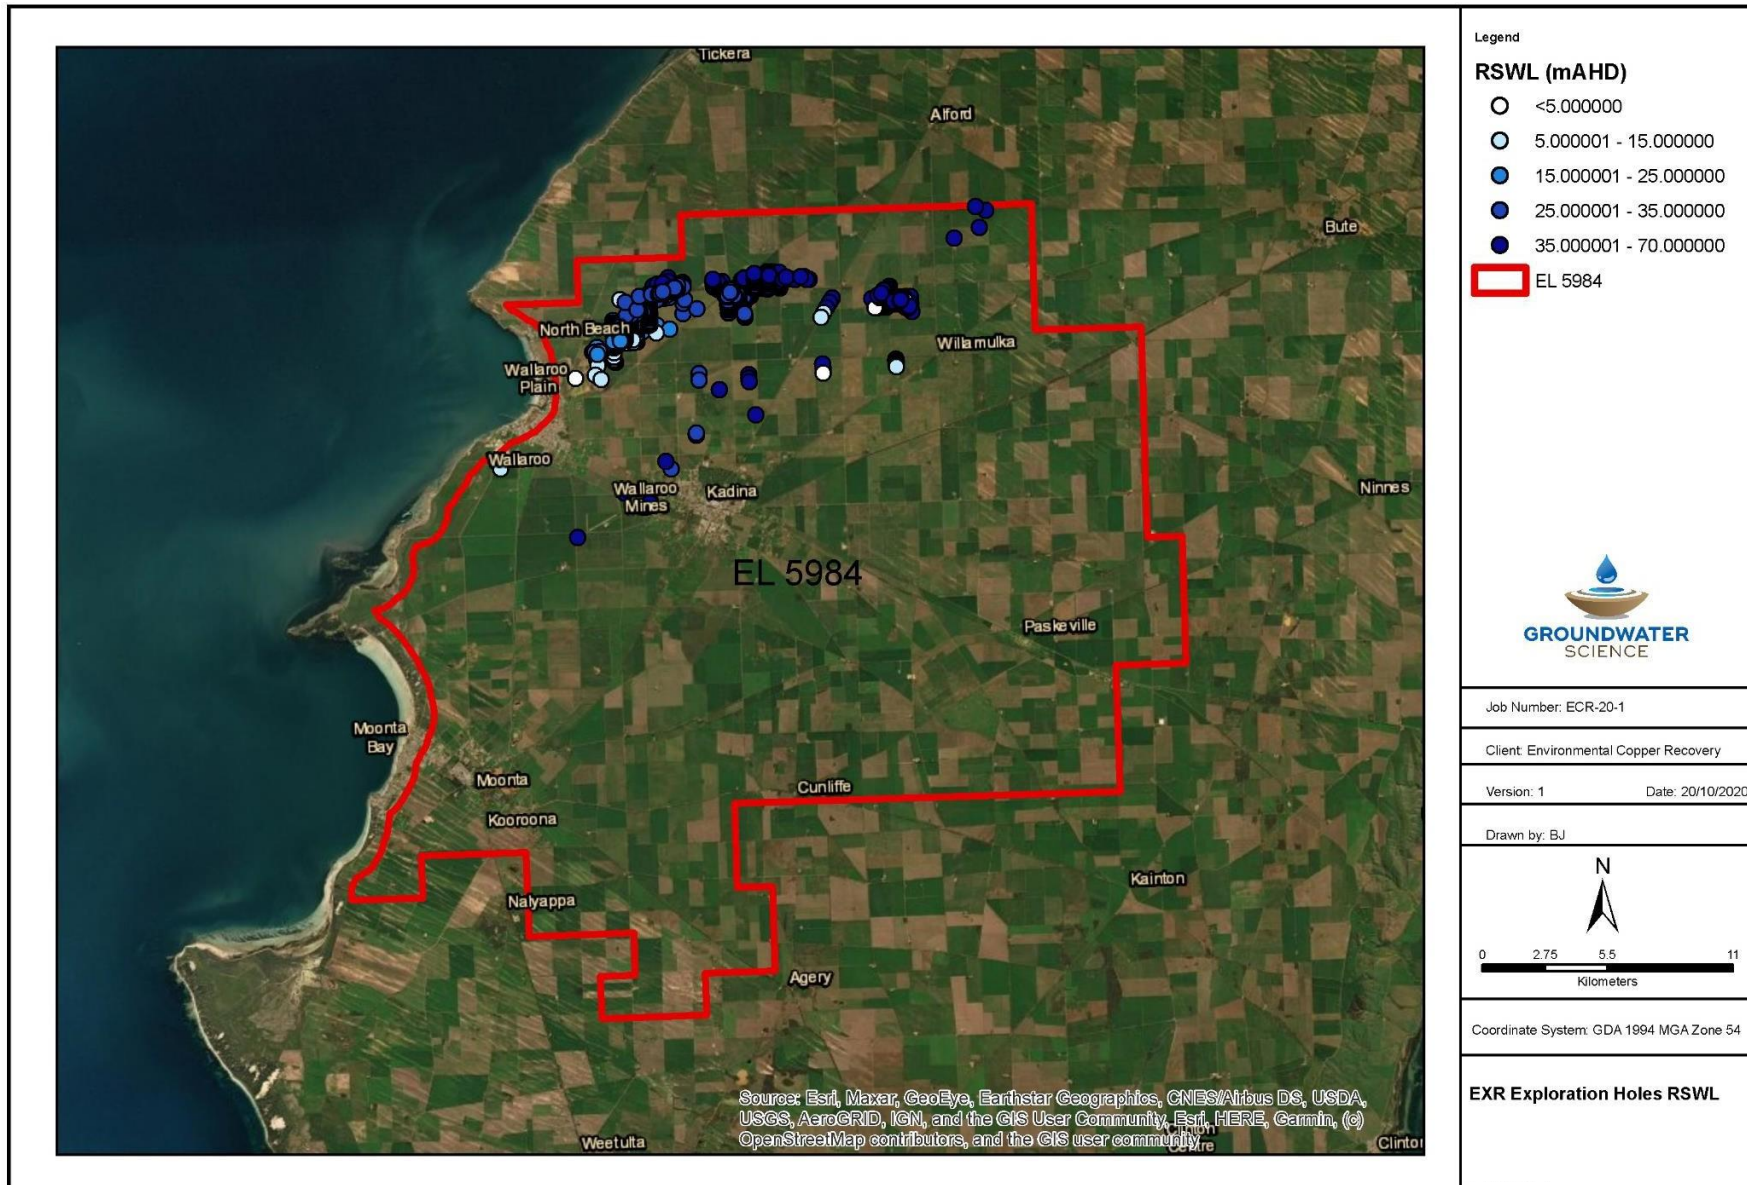 Tickera
Alford
Bute
North Beach
Willamulka
Wallaroo
Plain
Wallaroo
Wallaroo
Mines
Kadina
Ninnes
EL 5984
Paskeville
Moonta
Bay
Moonta
Cunliffe
Kooroona
Kainton
Nalyappa
Agery
Source: Esri, Maxar, GeoEye, Earthstar Geographics, CNES/Airbus DS, USDA,
USGS, AeroGRID, IGN, and the GIS User Community, Esri, HERE, Garmin, (c)
OpenStreetMap contributors, and the GIS user community
Weetulta
Clinton
Centre
Clinton
Legend
RSWL (mAHD)
<5.000000
5.000001 - 15.000000
15.000001 - 25.000000
25.000001 - 35.000000
35.000001 - 70.000000
EL 5984
GROUNDWATER
SCIENCE
Job Number: ECR-20-1
Client: Environmental Copper Recovery
Version: 1 Date: 20/10/2020
Drawn by: BJ
N
0 2.75 5.5 11
Kilometers
Coordinate System: GDA 1994 MGA Zone 54
EXR Exploration Holes RSWL